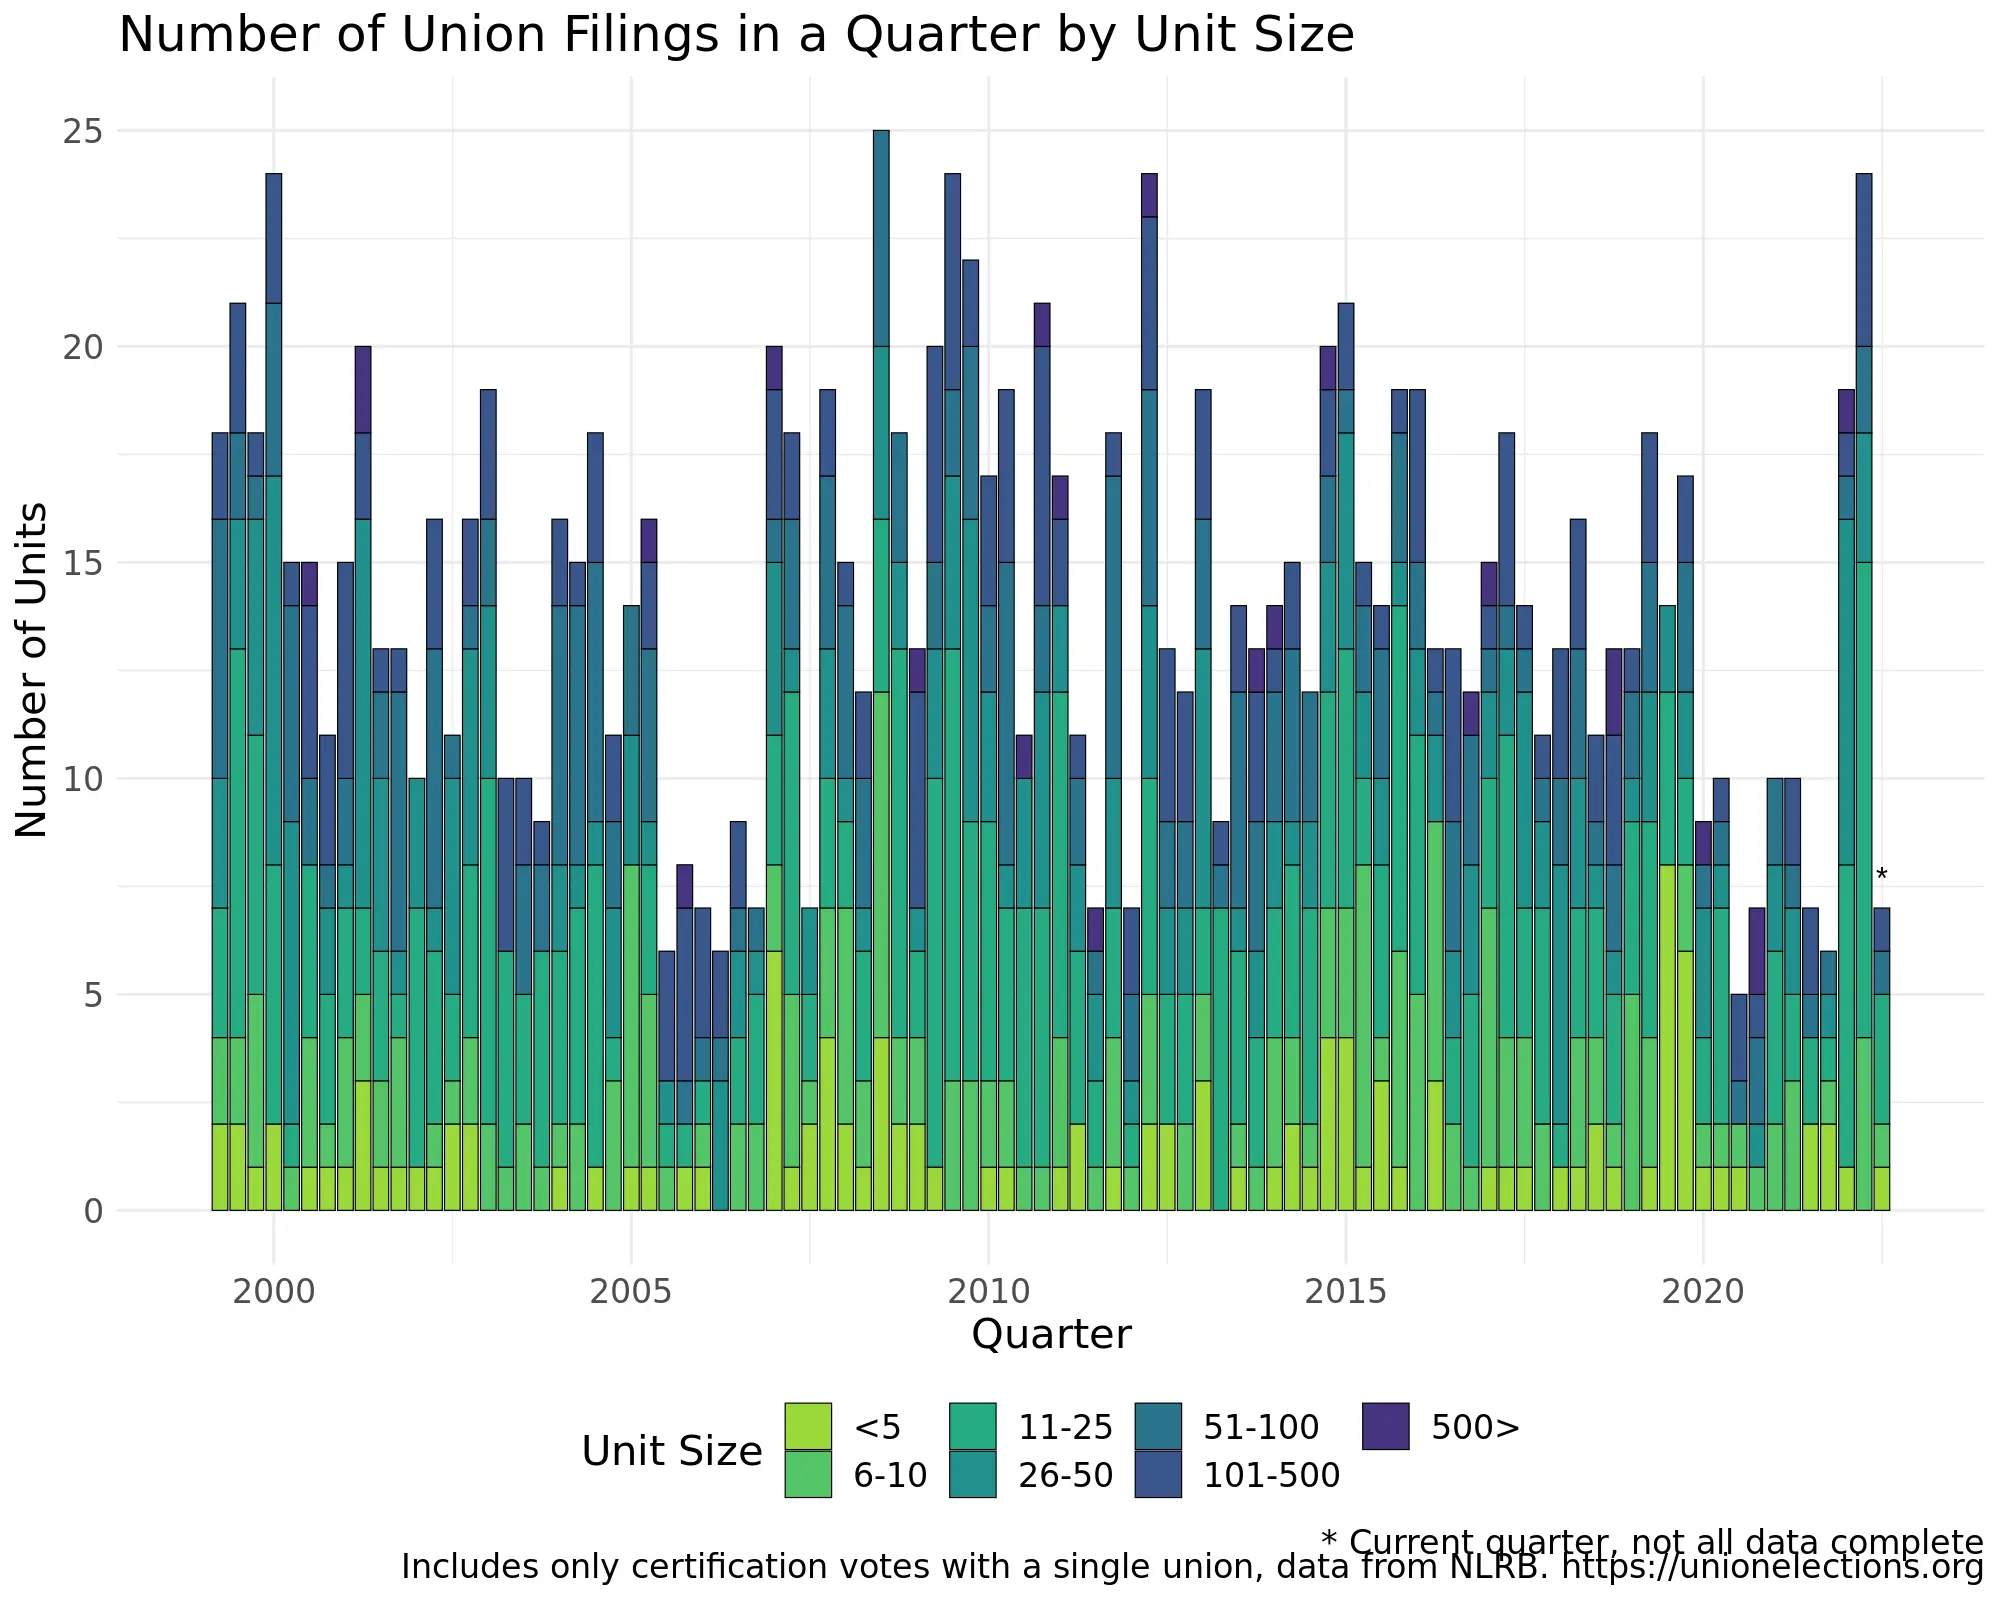 Number of Union Filings in a Quarter by Unit Size
25
20
15
10
5
0
Number of Units
*
2000 2005 2010 2015 2020
Quarter
Unit Size
<5 11-25 51-100 500>
6-10 26-50 101-500
* Current quarter, not all data complete
Includes only certification votes with a single union, data from NLRB. https://unionelections.org